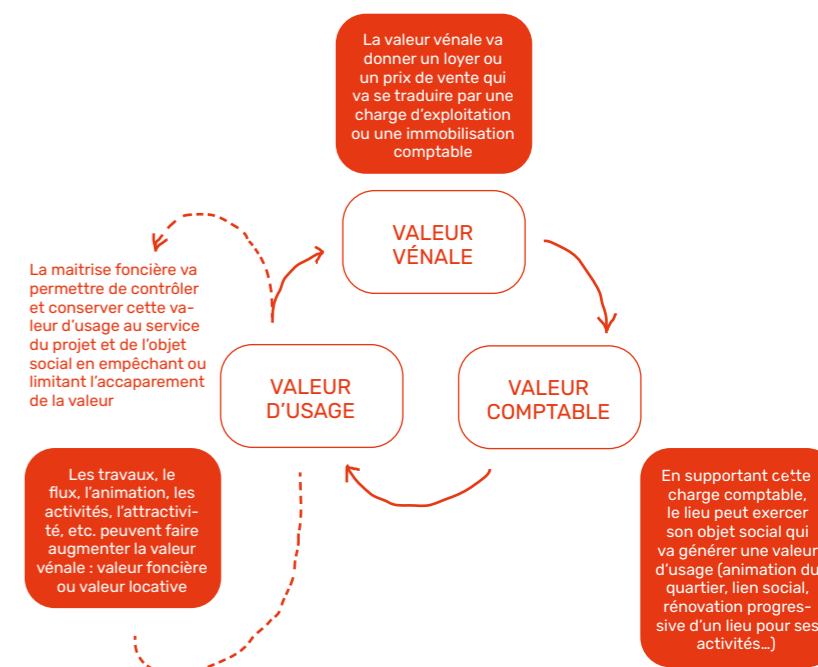 La valeur vénale va
donner un loyer ou
un prix de vente qui
va se traduire par une
charge d'exploitation
ou une immobilisation
comptable
VALEUR
VÉNALE
La maitrise foncière va
permettre de contrôler
et conserver cette va-
leur d'usage au service
du projet et de l'objet
social en empêchant ou
limitant l'accaparement
de la valeur
VALEUR
D'USAGE
VALEUR
COMPTABLE
Les travaux, le
flux, l'animation, les
activités, l'attractivi-
té, etc. peuvent faire
augmenter la valeur
vénale : valeur foncière
ou valeur locative
En supportant cette
charge comptable,
le lieu peut exercer
son objet social qui
va générer une valeur
d'usage (animation du
quartier, lien social,
rénovation progres-
sive d'un lieu pour ses
activités...)